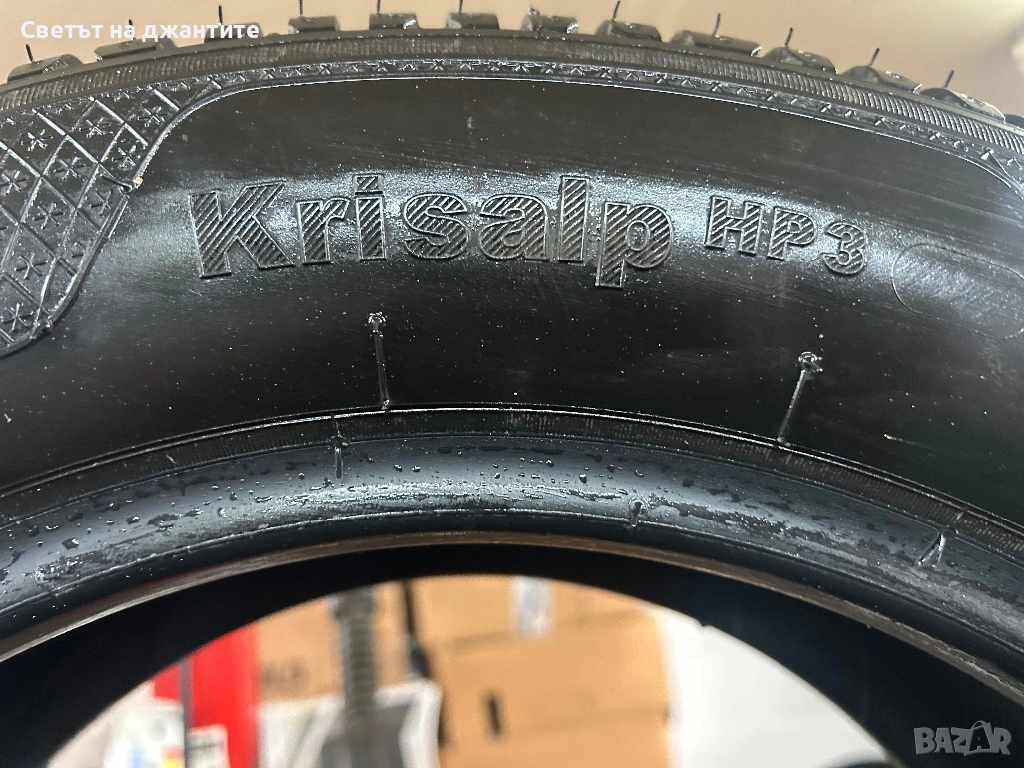 Светът на джантите
Krisalp HP3
BAZAR